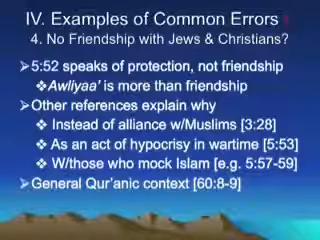 IV. Examples of Common Errors
4. No Friendship with Jews & Christians?
➢5:52 speaks of protection, not friendship
❖Awliyaa' is more than friendship
➢Other references explain why
❖ Instead of alliance w/Muslims [3:28]
❖ As an act of hypocrisy in wartime [5:53]
❖ W/those who mock Islam [e.g. 5:57-59]
➢General Qur'anic context [60:8-9]